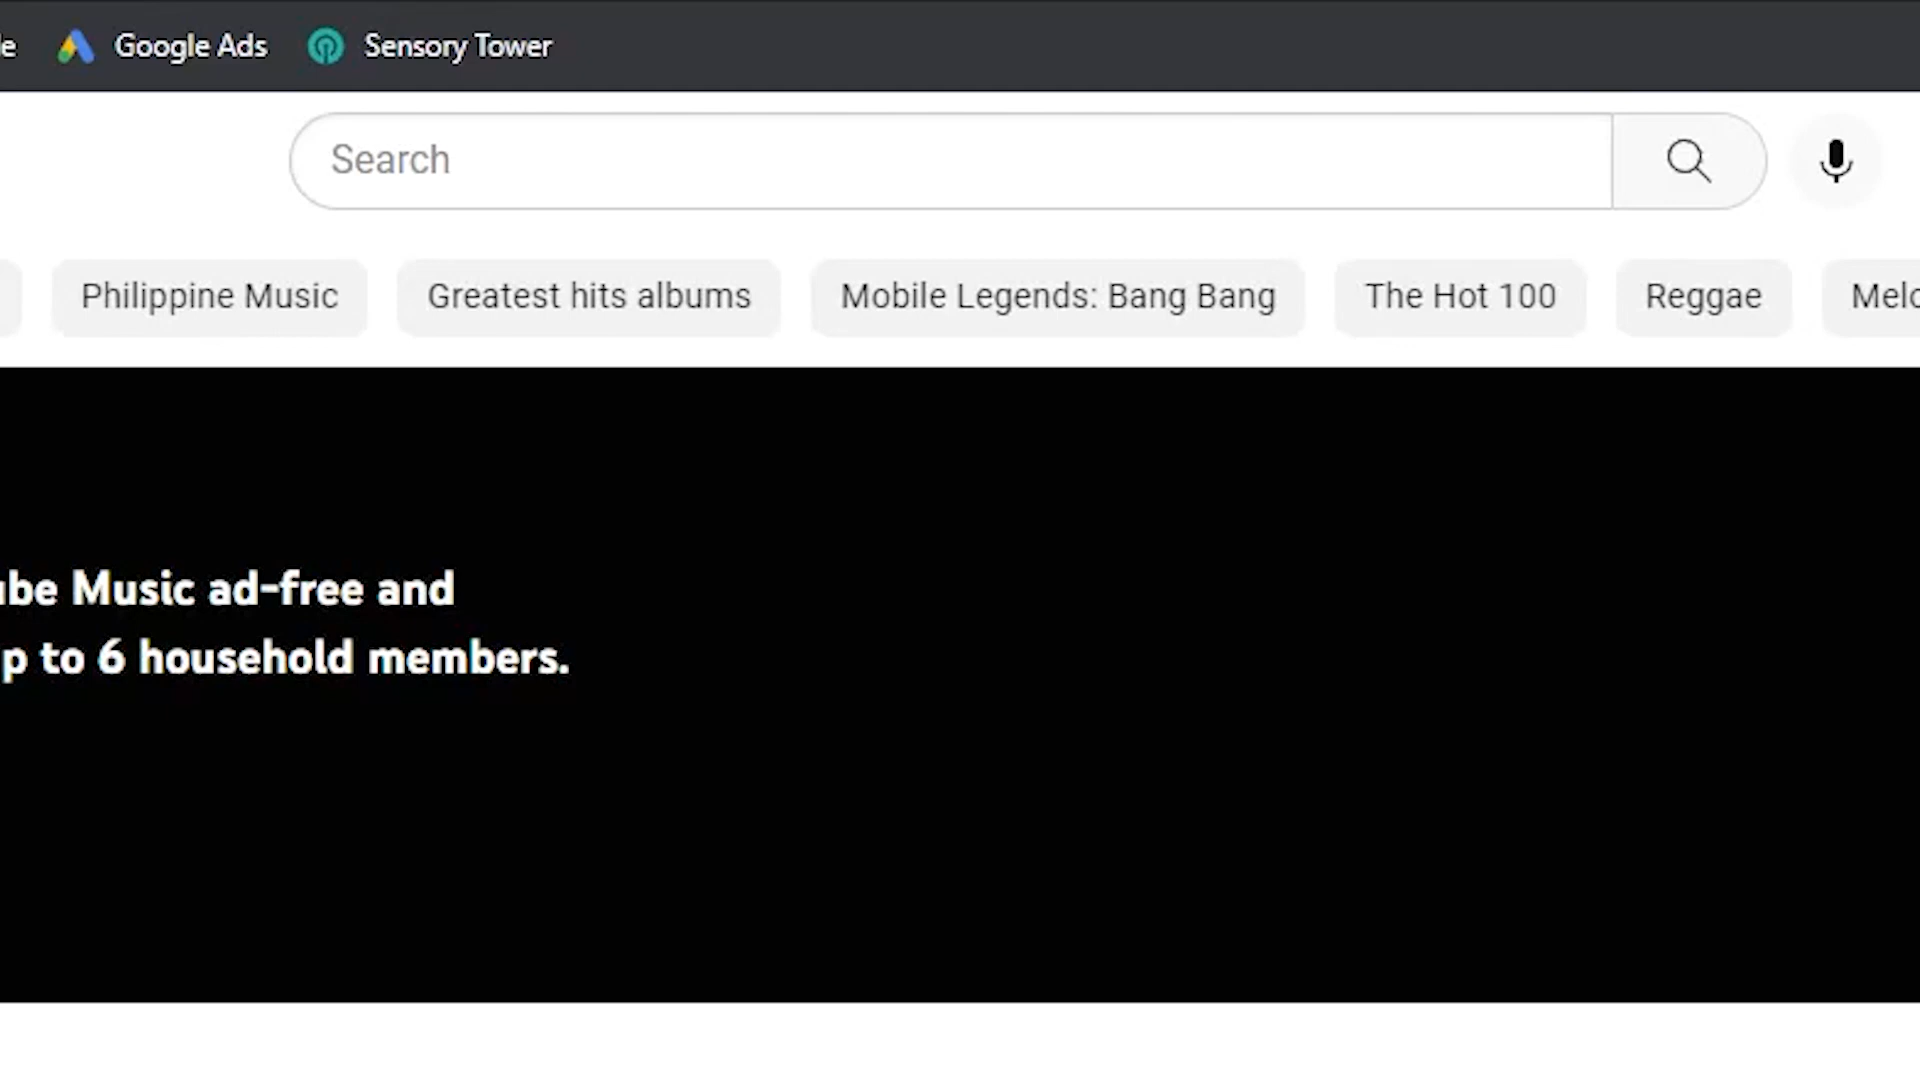 Google Ads Sensory Tower
Search
Philippine Music Greatest hits albums Mobile Legends: Bang Bang The Hot 100 Reggae
Music ad-free and
to 6 household members.